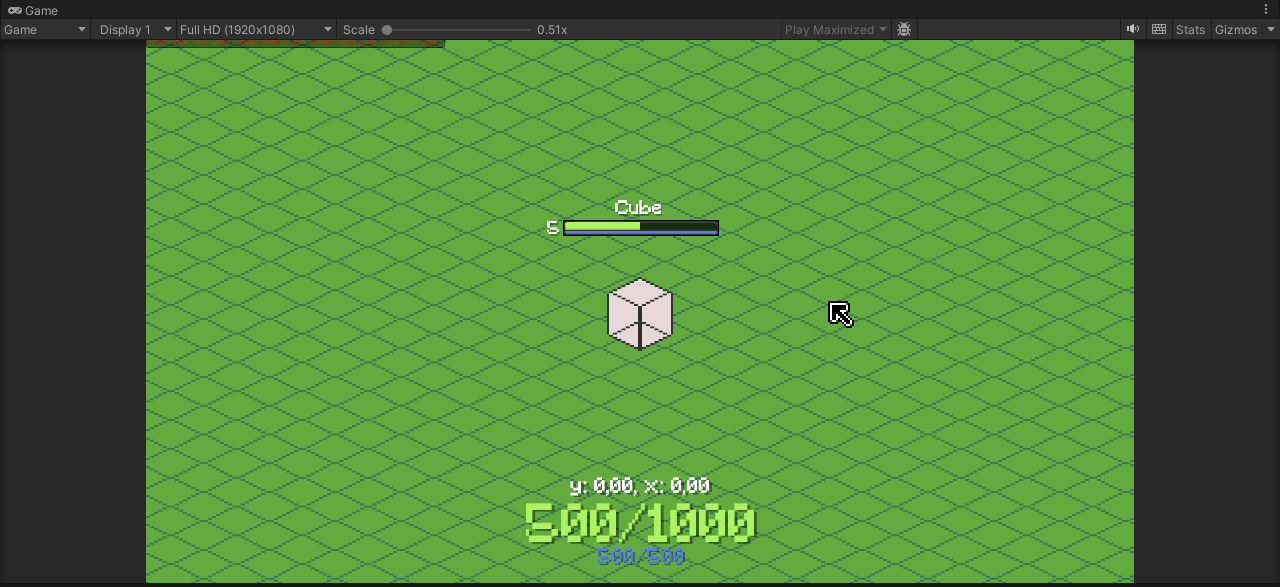 Game
Game Display 1 Full HD (1920x1080) Scale 0.51x Play Maximized Stats Gizmos
Cube
5
y: 0,00, x: 0,00
500/1000
500/500